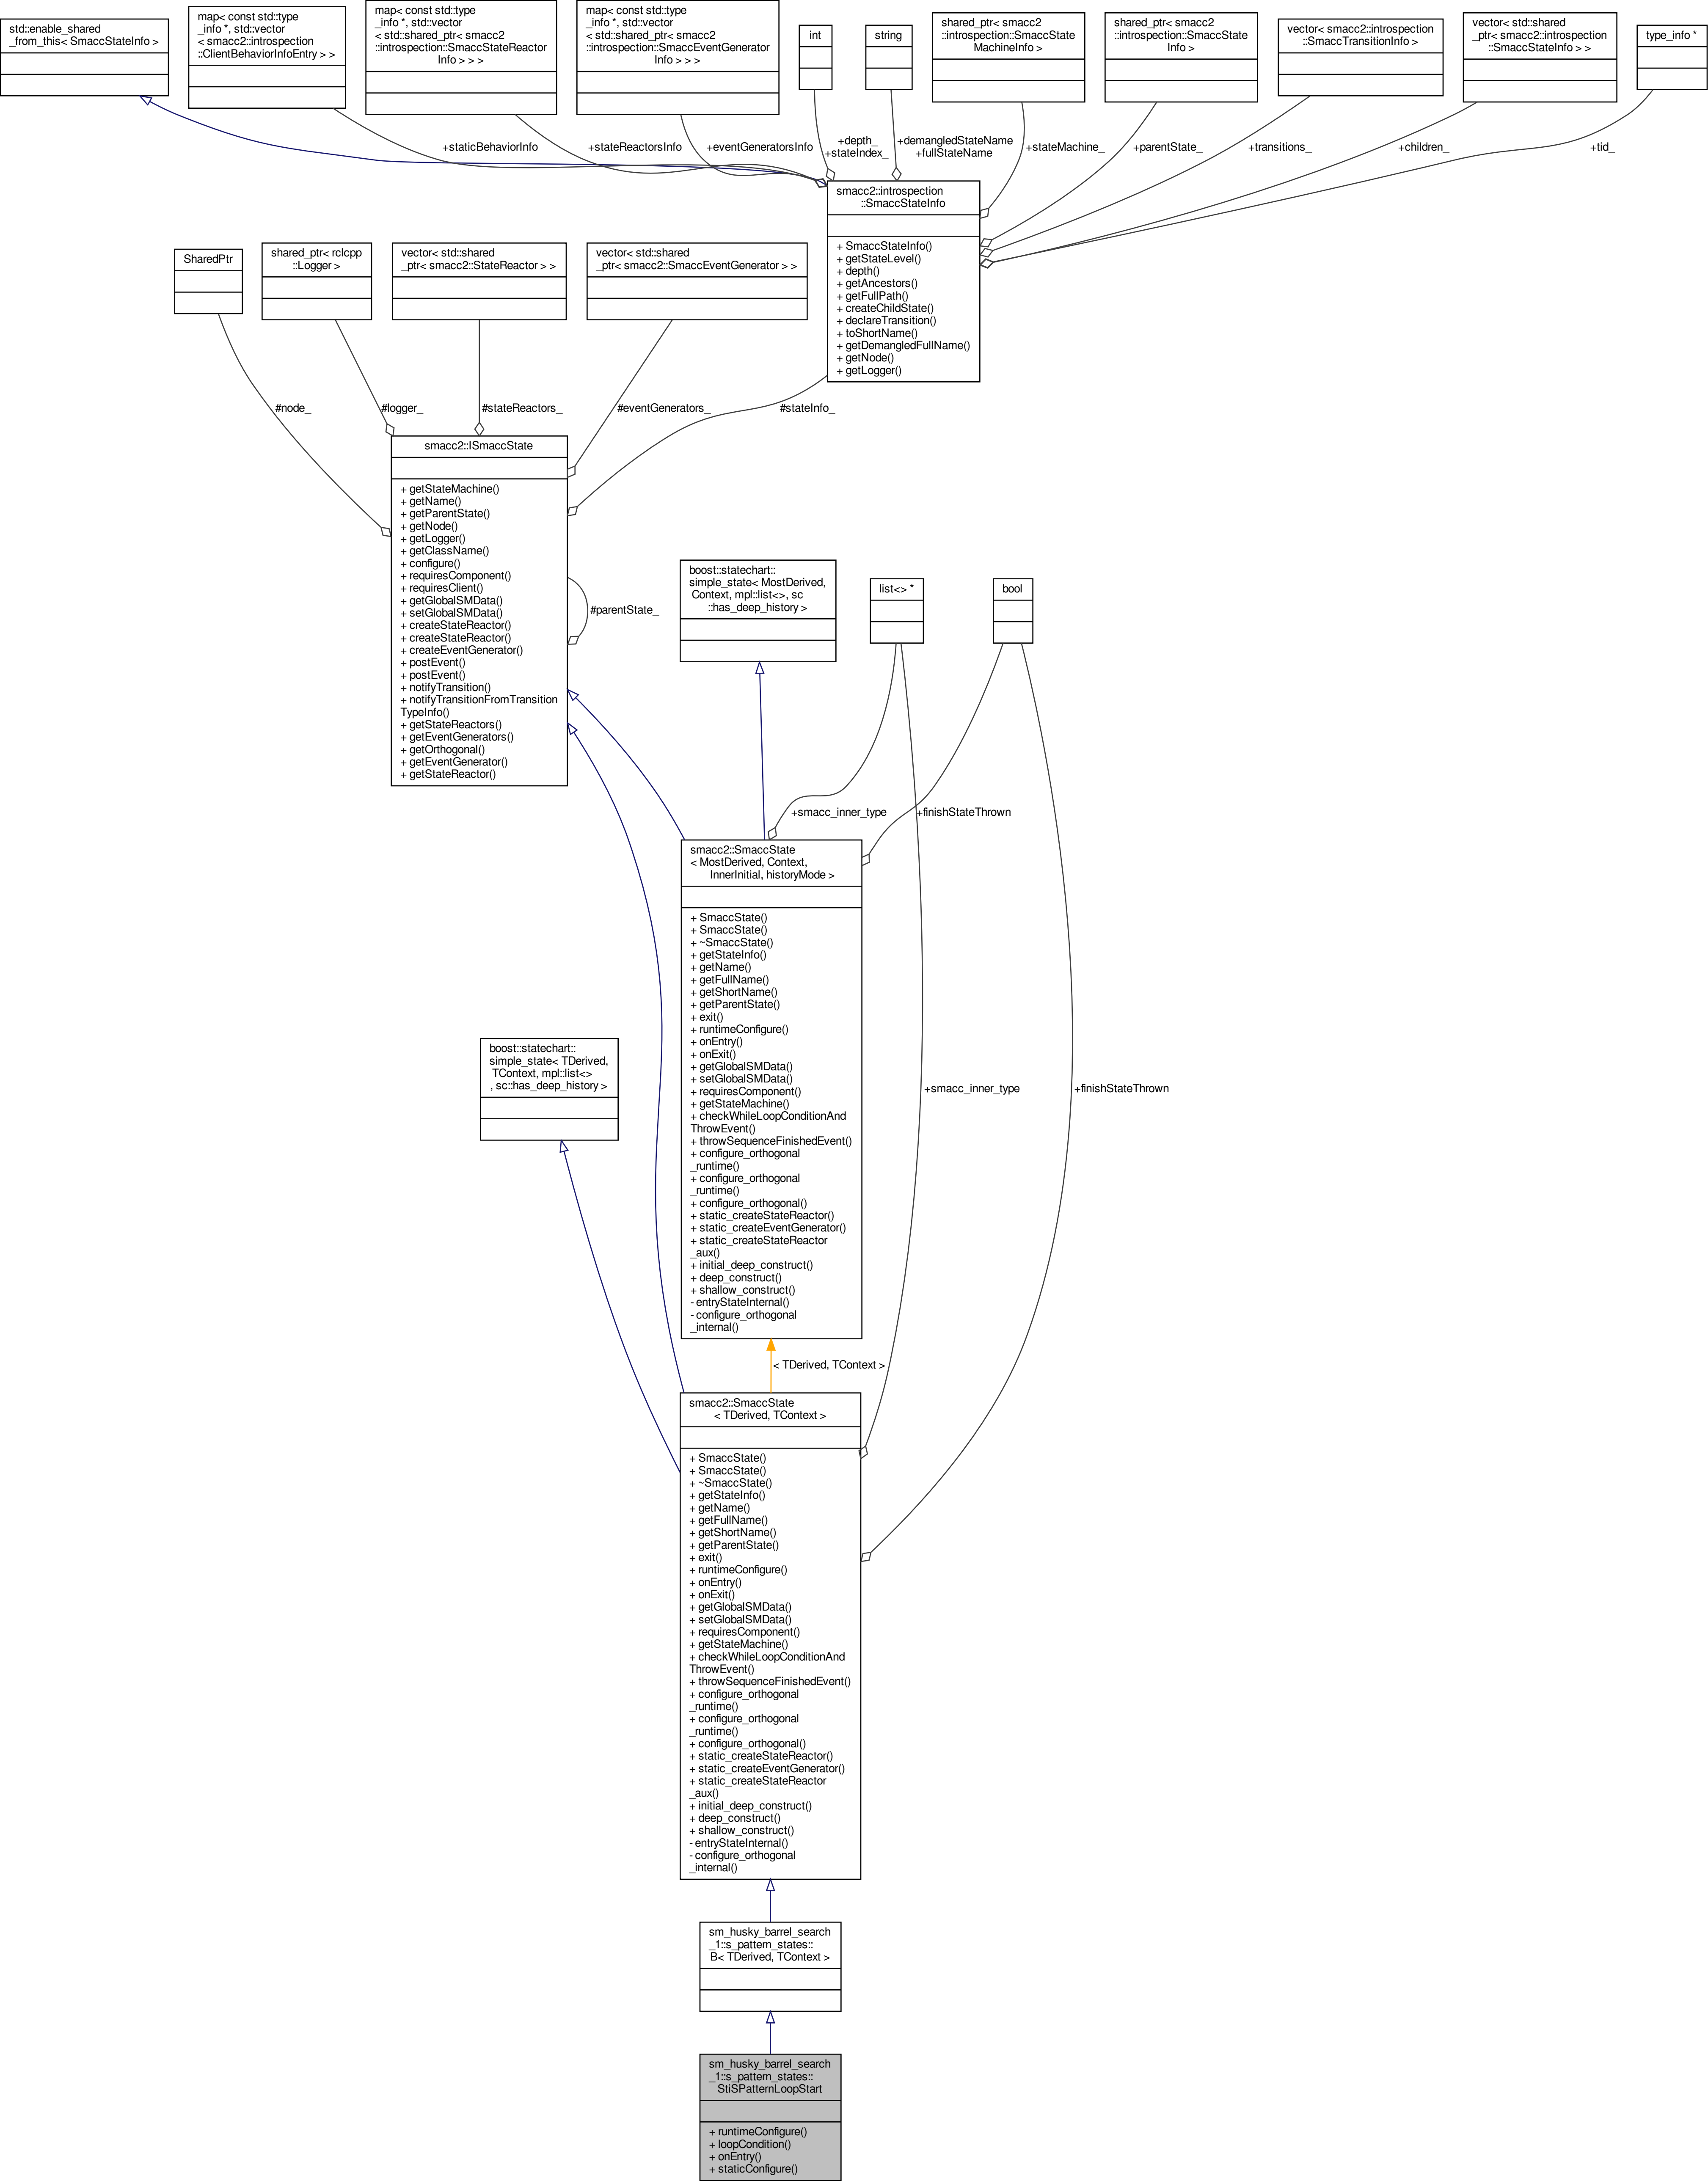 std::enable_shared
_from_this< SmaccStateInfo >
map< const std::type
_info *, std::vector
< smacc2::introspection
::ClientBehaviorInfoEntry > >
map< const std::type
_info *, std::vector
< std::shared_ptr< smacc2
::introspection::SmaccStateReactor
Info > > >
map< const std::type
_info *, std::vector
< std::shared_ptr< smacc2
::introspection::SmaccEventGenerator
Info > > >
int
string
shared_ptr< smacc2
::introspection::SmaccState
MachineInfo >
shared_ptr< smacc2
::introspection::SmaccState
Info >
vector< smacc2::introspection
::SmaccTransitionInfo >
vector< std::shared
_ptr< smacc2::introspection
::SmaccStateInfo > >
type_info *
+staticBehaviorInfo
+stateReactorsInfo
+eventGeneratorsInfo
+depth_
+stateIndex_
+demangledStateName
+fullStateName
+stateMachine_
+parentState_
+transitions_
+children_
+tid_
smacc2::introspection
::SmaccStateInfo
+ SmaccStateInfo()
+ getStateLevel()
+ depth()
+ getAncestors()
+ getFullPath()
+ createChildState()
+ declareTransition()
+ toShortName()
+ getDemangledFullName()
+ getNode()
+ getLogger()
SharedPtr
shared_ptr< rclcpp
::Logger >
vector< std::shared
_ptr< smacc2::StateReactor > >
vector< std::shared
_ptr< smacc2::SmaccEventGenerator > >
#node_
#logger_
#stateReactors_
#eventGenerators_
#stateInfo_
smacc2::ISmaccState
+ getStateMachine()
+ getName()
+ getParentState()
+ getNode()
+ getLogger()
+ getClassName()
+ configure()
+ requiresComponent()
+ requiresClient()
+ getGlobalSMData()
+ setGlobalSMData()
+ createStateReactor()
+ createStateReactor()
+ createEventGenerator()
+ postEvent()
+ postEvent()
+ notifyTransition()
+ notifyTransitionFromTransition
TypeInfo()
+ getStateReactors()
+ getEventGenerators()
+ getOrthogonal()
+ getEventGenerator()
+ getStateReactor()
#parentState_
boost::statechart::
simple_state< MostDerived,
Context, mpl::list<>, sc
::has_deep_history >
list<> *
bool
+smacc_inner_type
+finishStateThrown
smacc2::SmaccState
< MostDerived, Context,
InnerInitial, historyMode >
+ SmaccState()
+ SmaccState()
+ ~SmaccState()
+ getStateInfo()
+ getName()
+ getFullName()
+ getShortName()
+ getParentState()
+ exit()
+ runtimeConfigure()
+ onEntry()
+ onExit()
+ getGlobalSMData()
+ setGlobalSMData()
+ requiresComponent()
+ getStateMachine()
+ checkWhileLoopConditionAnd
ThrowEvent()
+ throwSequenceFinishedEvent()
+ configure_orthogonal
_runtime()
+ configure_orthogonal
_runtime()
+ configure_orthogonal()
+ static_createStateReactor()
+ static_createEventGenerator()
+ static_createStateReactor
_aux()
+ initial_deep_construct()
+ deep_construct()
+ shallow_construct()
- entryStateInternal()
- configure_orthogonal
_internal()
boost::statechart::
simple_state< TDerived,
TContext, mpl::list<>
, sc::has_deep_history >
+smacc_inner_type
+finishStateThrown
< TDerived, TContext >
smacc2::SmaccState
< TDerived, TContext >
+ SmaccState()
+ SmaccState()
+ ~SmaccState()
+ getStateInfo()
+ getName()
+ getFullName()
+ getShortName()
+ getParentState()
+ exit()
+ runtimeConfigure()
+ onEntry()
+ onExit()
+ getGlobalSMData()
+ setGlobalSMData()
+ requiresComponent()
+ getStateMachine()
+ checkWhileLoopConditionAnd
ThrowEvent()
+ throwSequenceFinishedEvent()
+ configure_orthogonal
_runtime()
+ configure_orthogonal
_runtime()
+ configure_orthogonal()
+ static_createStateReactor()
+ static_createEventGenerator()
+ static_createStateReactor
_aux()
+ initial_deep_construct()
+ deep_construct()
+ shallow_construct()
- entryStateInternal()
- configure_orthogonal
_internal()
sm_husky_barrel_search
_1::s_pattern_states::
B< TDerived, TContext >
sm_husky_barrel_search
_1::s_pattern_states::
StiSPatternLoopStart
+ runtimeConfigure()
+ loopCondition()
+ onEntry()
+ staticConfigure()